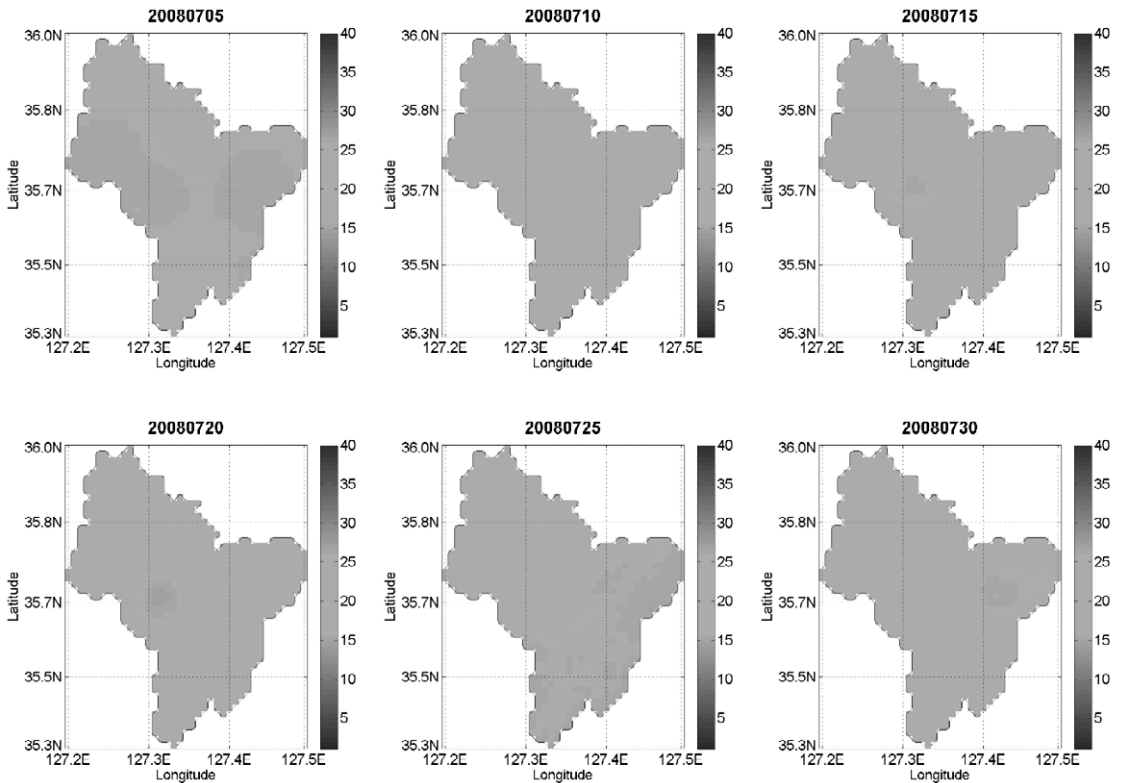 20080705 20080710 20080715
36.0N 40 36.0N 40 36.0N 40
35 35 35
35.8N 30 35.8N 30 35.8N 30
25 25 25
Latitude 35.7N 20 Latitude 35.7N 20 Latitude 35.7N 20
15 15 15
35.5N 10 35.5N 10 35.5N 10
5 5 5
35.3N 35.3N 35.3N
127.2E 127.3E 127.4E 127.5E 127.2E 127.3E 127.4E 127.5E 127.2E 127.3E 127.4E 127.5E
Longitude Longitude Longitude
20080720 20080725 20080730
36.0N 40 36.0N 40 36.0N 40
35 35 35
35.8N 30 35.8N 30 35.8N 30
25 25 25
Latitude 35.7N 20 Latitude 35.7N 20 Latitude 35.7N 20
15 15 15
35.5N 10 35.5N 10 35.5N 10
5 5 5
35.3N 35.3N 35.3N
127.2E 127.3E 127.4E 127.5E 127.2E 127.3E 127.4E 127.5E 127.2E 127.3E 127.4E 127.5E
Longitude Longitude Longitude